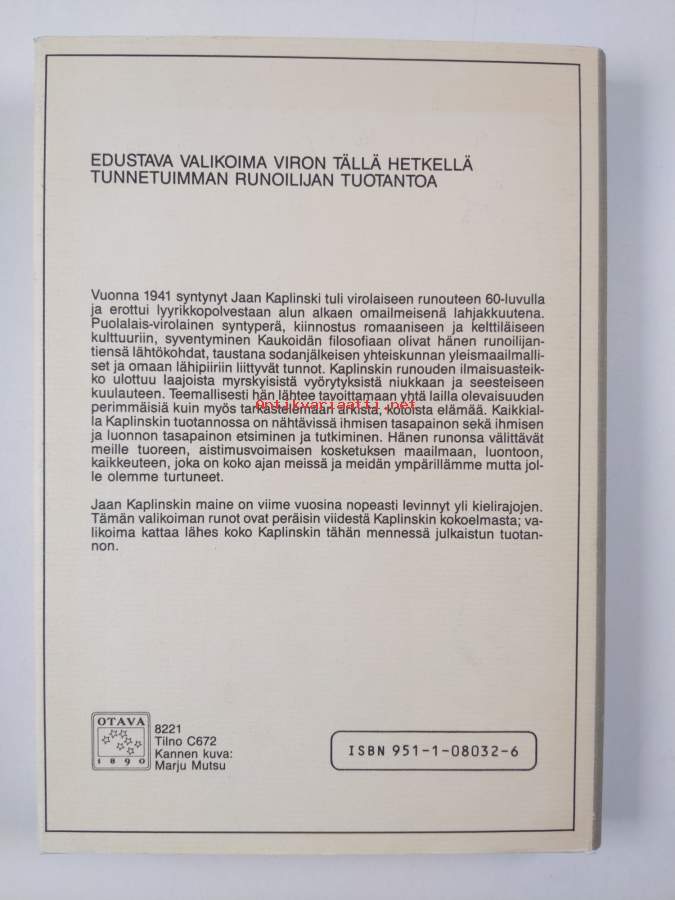 EDUSTAVA VALIKOIMA VIRON TÄLLÄ HETKELLÄ
TUNNETUIMMAN RUNOILIJAN TUOTANTOA
Vuonna 1941 syntynyt Jaan Kaplinski tuli virolaiseen runouteen 60-luvulla
ja erottui lyyrikkopolvestaan alun alkaen omailmeisenä lahjakkuutena.
Puolalais-virolainen syntyperä, kiinnostus romaaniseen ja kelttiläiseen
kulttuuriin, syventyminen Kaukoidän filosofiaan olivat hänen runoilijan-
tiensä lähtökohdat, taustana sodanjälkeisen yhteiskunnan yleismaailmalli-
set ja omaan lähipiiriin liittyvät tunnot. Kaplinskin runouden ilmaisuasteik-
ko ulottuu laajoista myrskyisistä vyörytyksistä niukkaan ja seesteiseen
kuulauteen. Teemallisesti hän lähtee tavoittamaan yhtä lailla olevaisuuden
perimmäisiä kuin myös tarkastelemaan arkista, kotoista elämää. Kaikkial-
la Kaplinskin tuotannossa on nähtävissä ihmisen tasapainon sekä ihmisen
ja luonnon tasapainon etsiminen ja tutkiminen. Hänen runonsa välittävät
meille tuoreen, aistimusvoimaisen kosketuksen maailmaan, luontoon,
kaikkeuteen, joka on koko ajan meissä ja meidän ympärillämme mutta jol-
le olemme turtuneet.
Jaan Kaplinskin maine on viime vuosina nopeasti levinnyt yli kielirajojen.
Tämän valikoiman runot ovat peräisin viidestä Kaplinskin kokoelmasta; va-
likoima kattaa lähes koko Kaplinskin tähän mennessä julkaistun tuotan-
non.
Antikvariaatti.net
OTAVA
1890
8221
Tilno C672
Kannen kuva:
Marju Mutsu
ISBN 951-1-08032-6